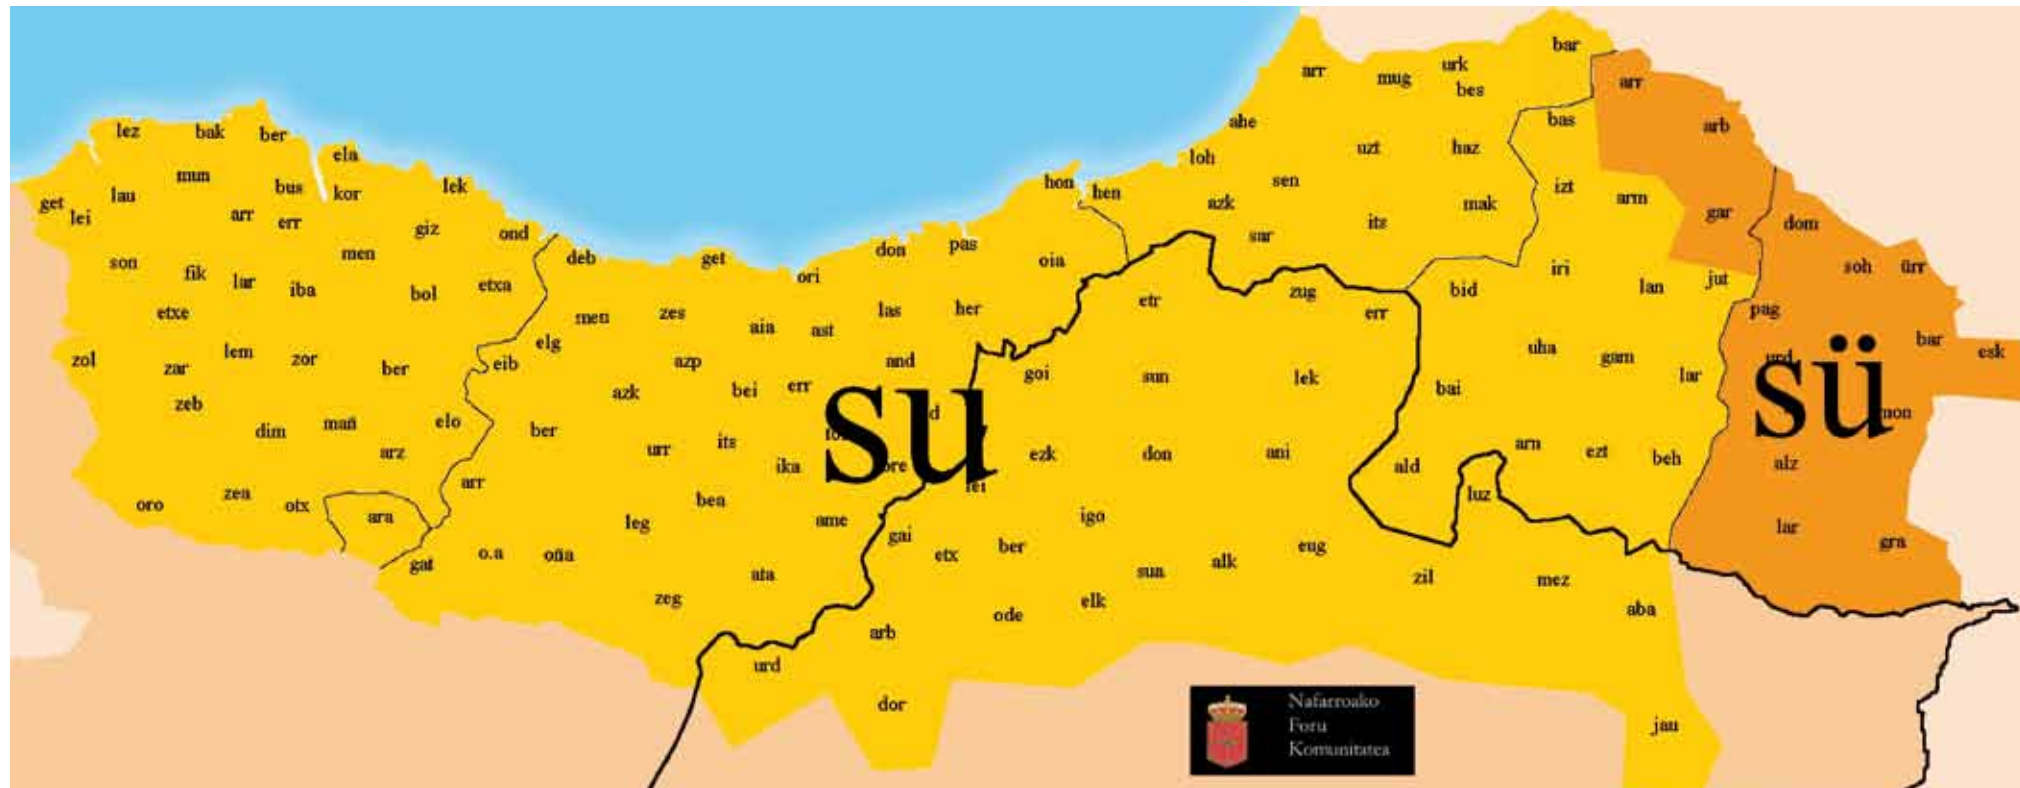 bar
arr mug urk
bes
arr
lez bak ber
ahe
bas
arb
ela
loh
uzt haz
mun
bus
kor
lek
hon
hen
sen
izt
get
lei
lau
arr
err
azk
mak
arm
gar
giz
ond
sur
its
dom
son
fik
lar
iba
men
bol
etxa
deb
get
ori
don
pas
oia
iri
lan
jut
soh
ürr
etxe
men
zes
aia
ast
las
her
etr
zug
err
bid
pag
zol
zar
lem
zor
ber
eib
elg
azp
and
goi
sun
lek
uha
gam
lar
urd
bar
esk
zeb
dim
mañ
elo
azk
bei
err
bai
su
sü
mon
arz
ber
urr
its
ika
ezk
don
ani
ald
arn
ezt
beh
alz
oro
zea
otx
ara
arr
leg
bea
ame
gai
igo
luz
lar
gra
gat
o.a
oña
zeg
ata
etx
ber
sua
alk
eug
zil
mez
aba
arb
ode
elk
urd
dor
jau
Nafarroako
Foru
Komunitatea